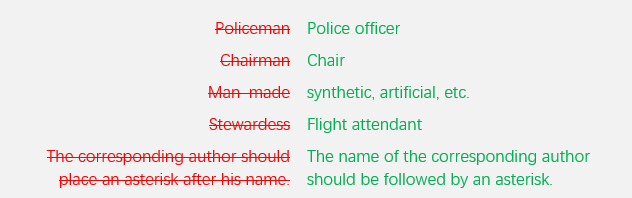 Policeman Police officer
Chairman Chair
Man-made synthetic, artificial, etc.
Stewardess Flight attendant
The corresponding author should The name of the corresponding author
place an asterisk after his name. should be followed by an asterisk.